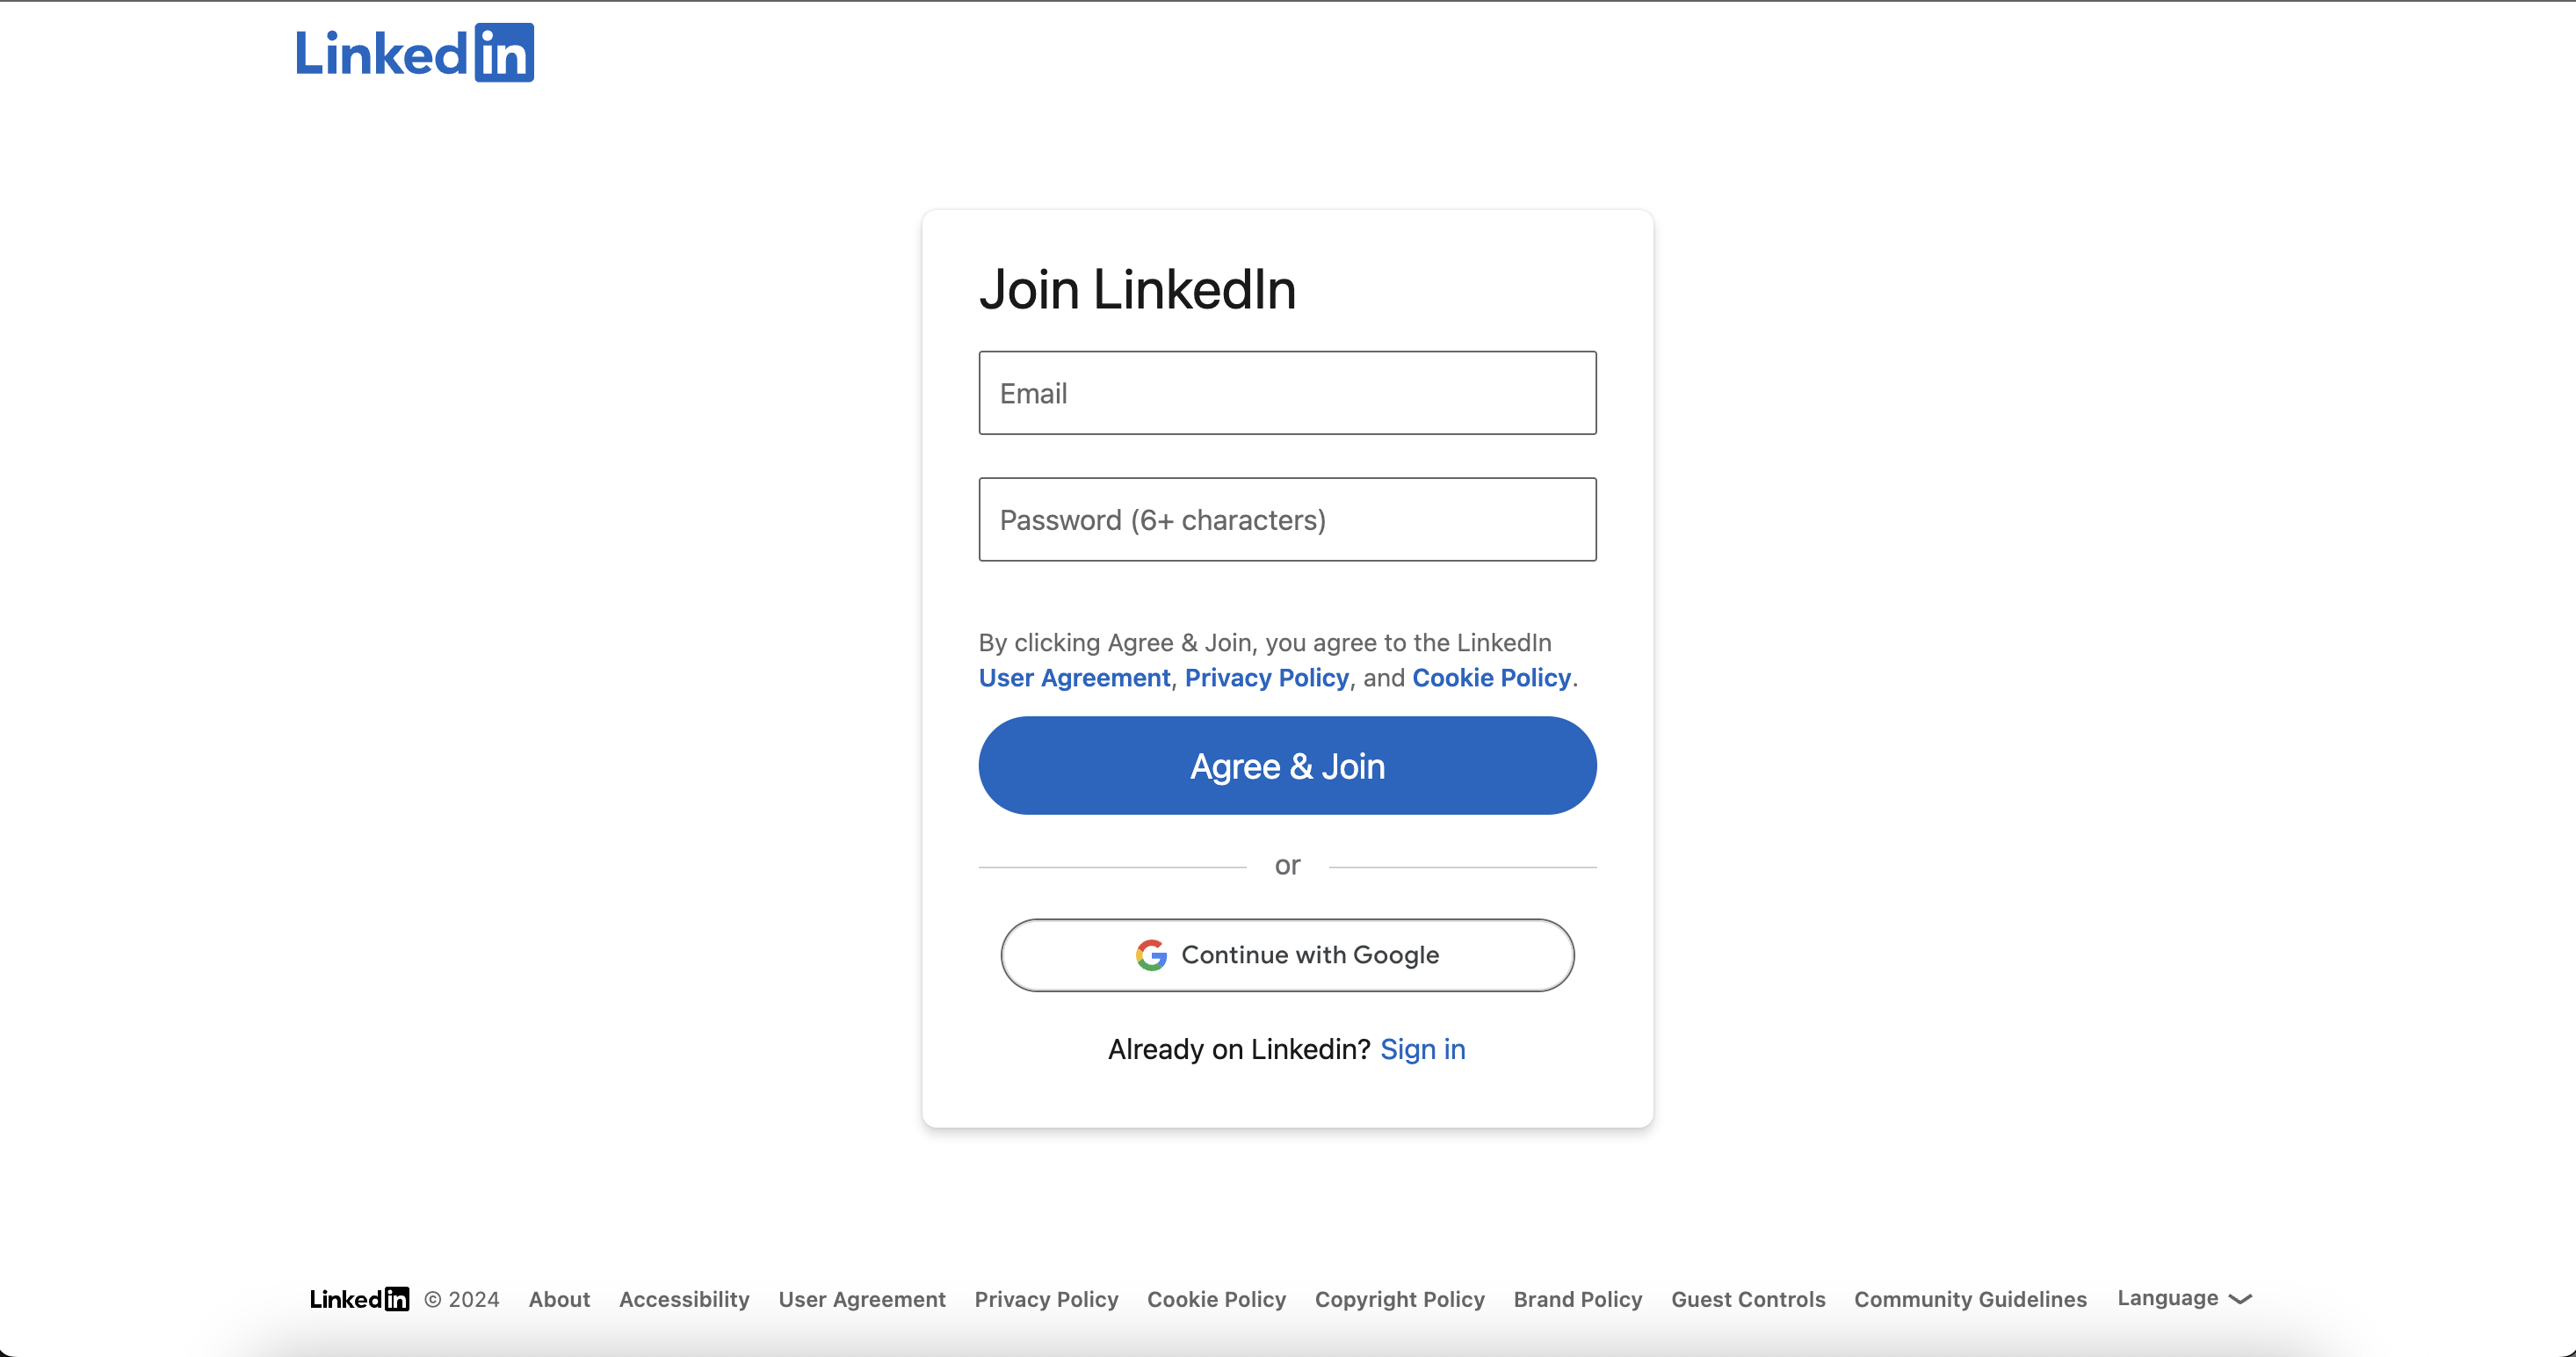 LinkedIn
Join LinkedIn
Email
Password (6+ characters)
By clicking Agree & Join, you agree to the LinkedIn
User Agreement, Privacy Policy, and Cookie Policy.
Agree & Join
or
Continue with Google
Already on Linkedin? Sign in
LinkedIn © 2024 About Accessibility User Agreement Privacy Policy Cookie Policy Copyright Policy Brand Policy Guest Controls Community Guidelines Language